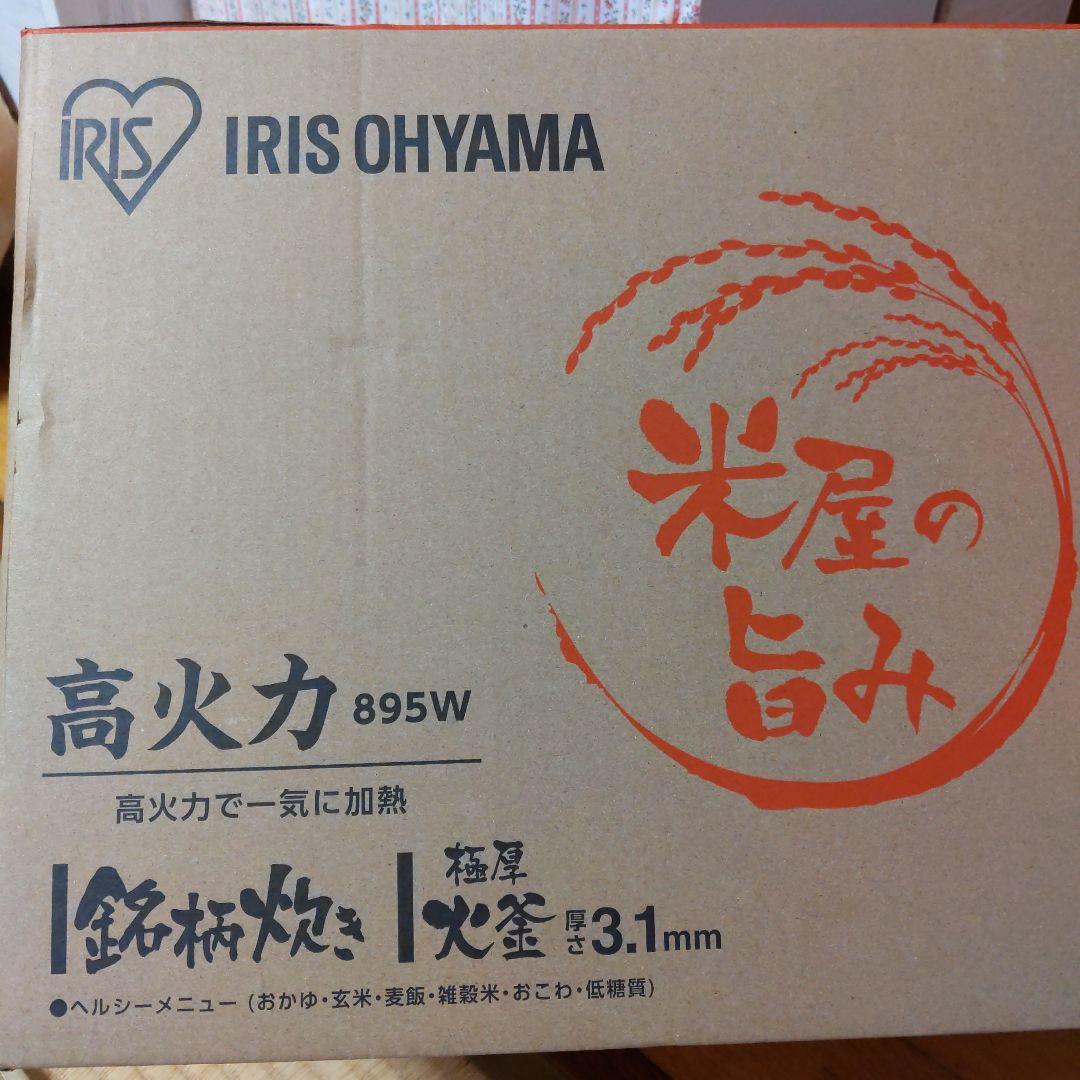 IRIS
IRIS OHYAMA
米屋の
旨み
高火力 895W
高火力で一気に加熱
銘柄炊き
極厚
火釜 厚さ3.1mm
●ヘルシーメニュー（おかゆ・玄米・麦飯・雑穀米・おこわ・低糖質）